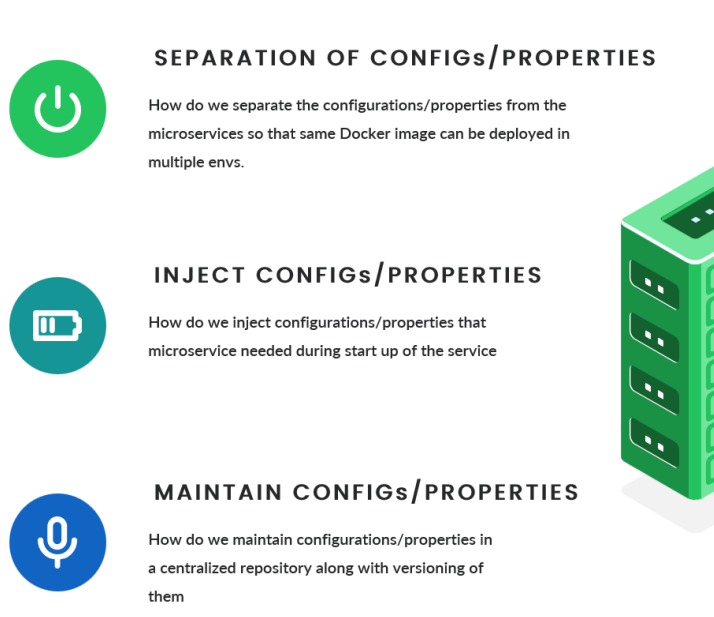 SEPARATION OF CONFIGs/PROPERTIES
How do we separate the configurations/properties from the
microservices so that same Docker image can be deployed in
multiple envs.
INJECT CONFIGs/PROPERTIES
How do we inject configurations/properties that
microservice needed during start up of the service
MAINTAIN CONFIGs/PROPERTIES
How do we maintain configurations/properties in
a centralized repository along with versioning of
them